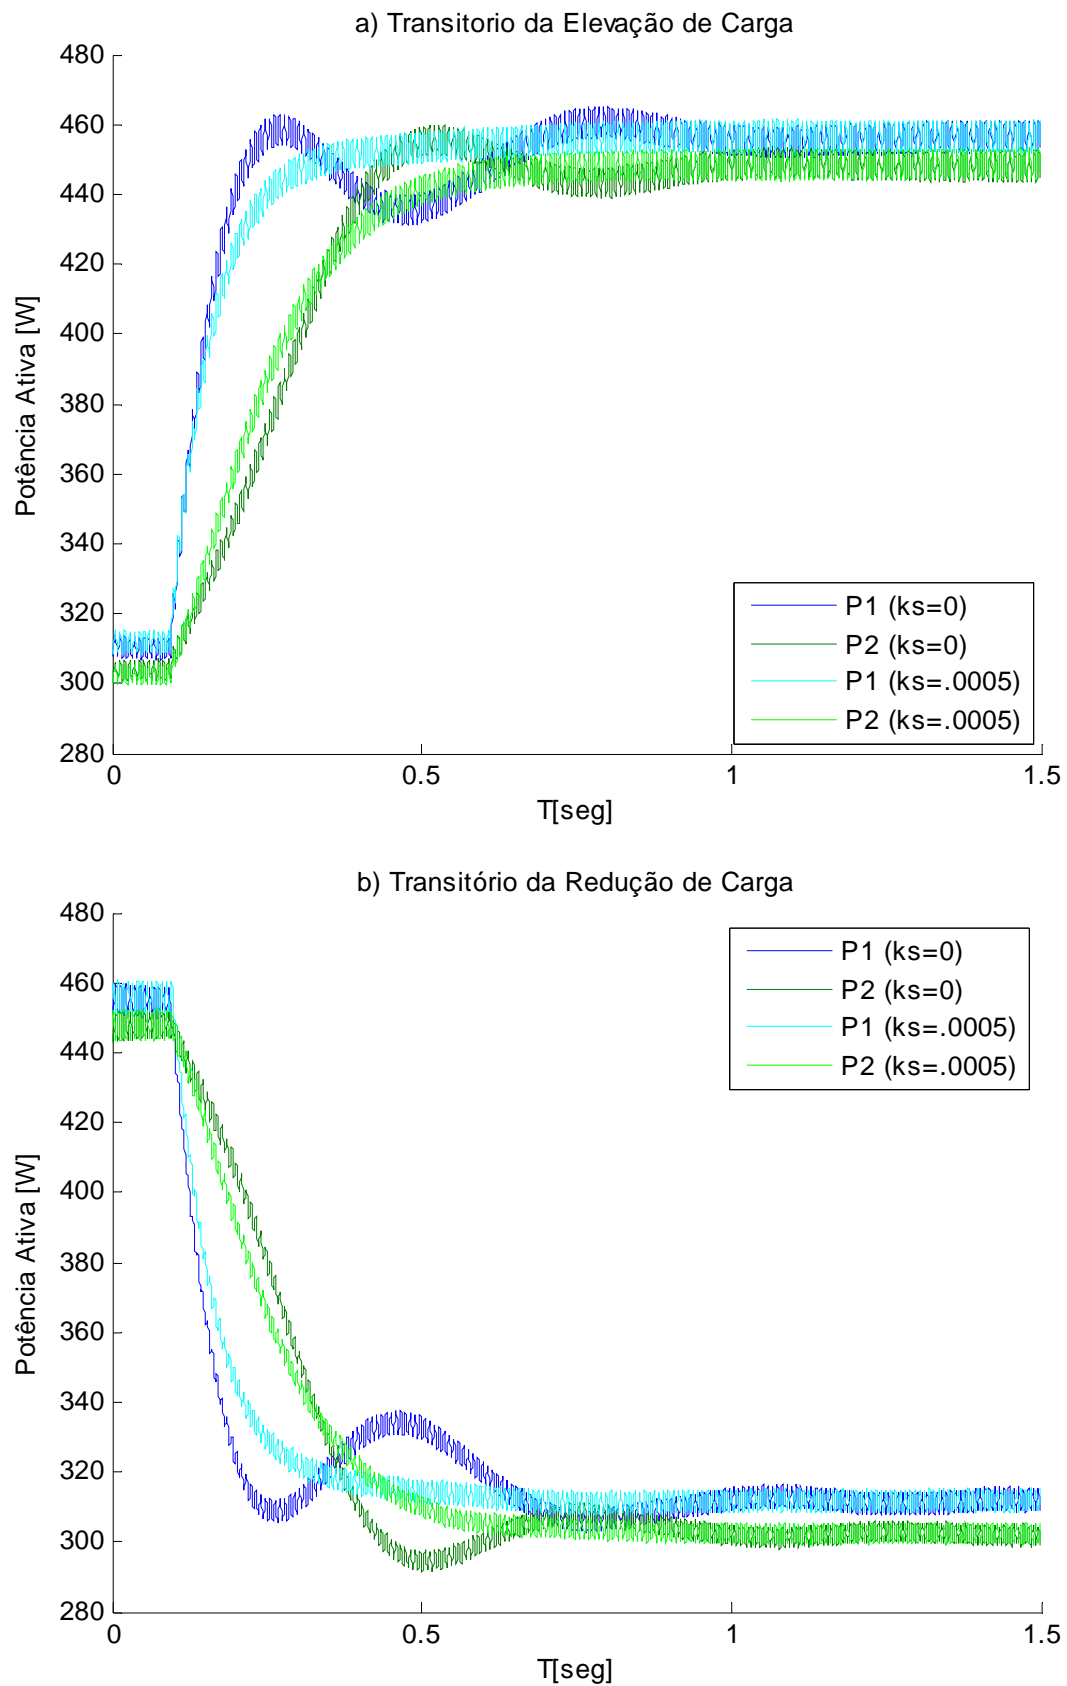 a) Transitorio da Elevação de Carga
480
460
440
420
400
380
360
340
320
300
280
Potência Ativa [W]
0
0.5
1
1.5
T[seg]
P1 (ks=0)
P2 (ks=0)
P1 (ks=.0005)
P2 (ks=.0005)
b) Transitório da Redução de Carga
480
460
440
420
400
380
360
340
320
300
280
Potência Ativa [W]
0
0.5
1
1.5
T[seg]
P1 (ks=0)
P2 (ks=0)
P1 (ks=.0005)
P2 (ks=.0005)